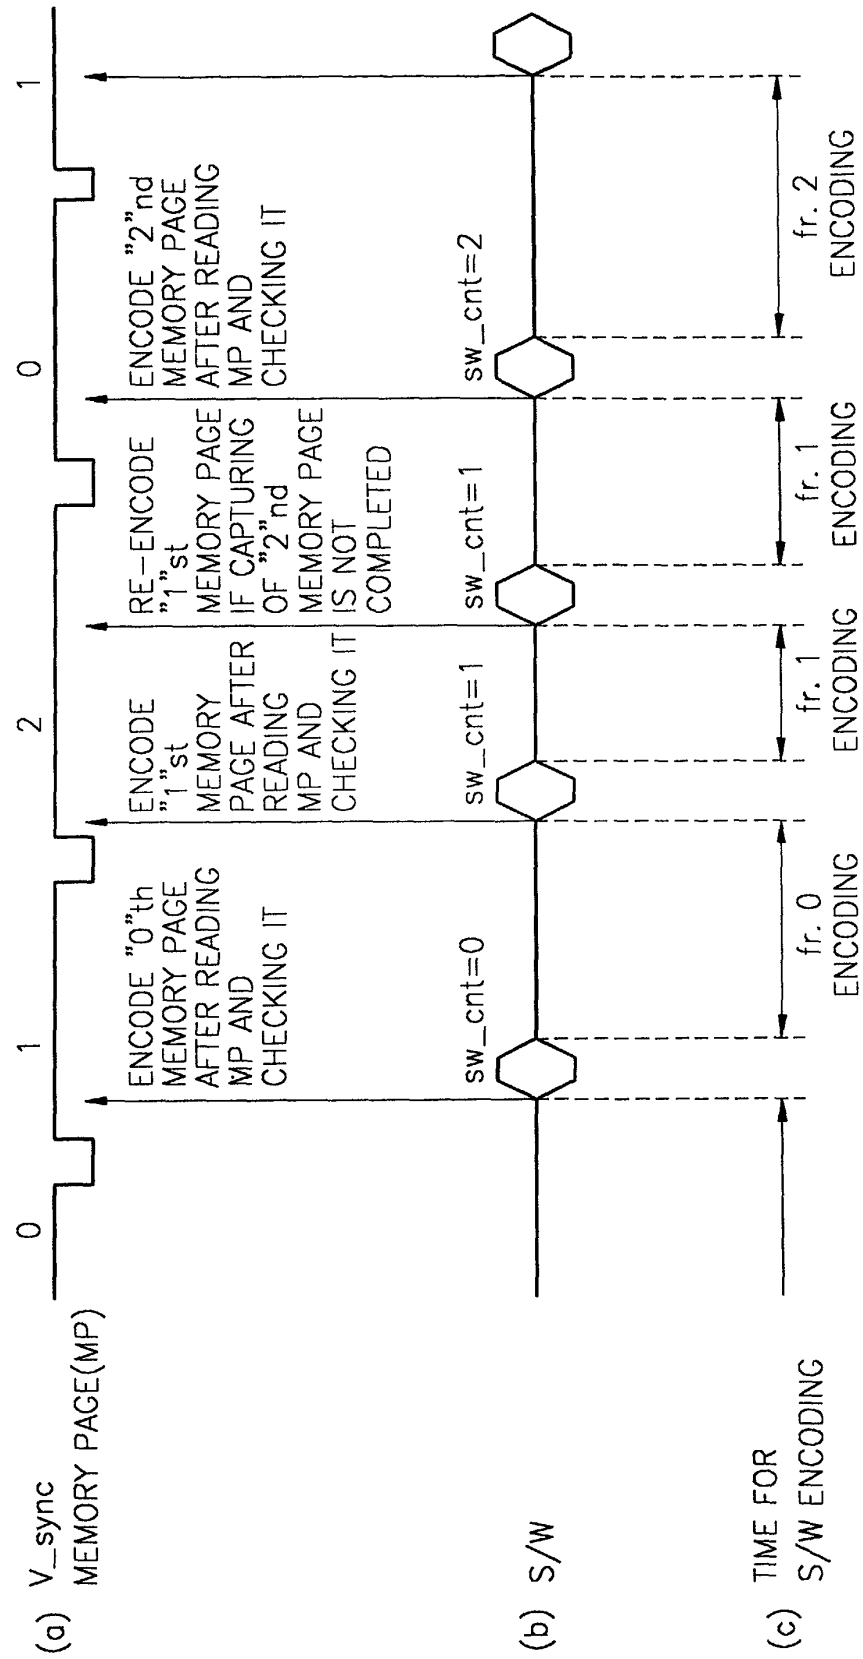 (a) V_sync
MEMORY PAGE(MP)
0
1
2
0
1
ENCODE "0"th
MEMORY PAGE
AFTER READING
MP AND
CHECKING IT
ENCODE
"1"st
MEMORY
PAGE AFTER
READING
MP AND
CHECKING IT
RE-ENCODE
"1"st
MEMORY PAGE
IF CAPTURING
OF "2"nd
MEMORY PAGE
IS NOT
COMPLETED
ENCODE "2"nd
MEMORY PAGE
AFTER READING
MP AND
CHECKING IT
(b) S/W
sw_cnt=0
sw_cnt=1
sw_cnt=1
sw_cnt=2
(c) TIME FOR
S/W ENCODING
fr. 0
ENCODING
fr. 1
ENCODING
fr. 1
ENCODING
fr. 2
ENCODING